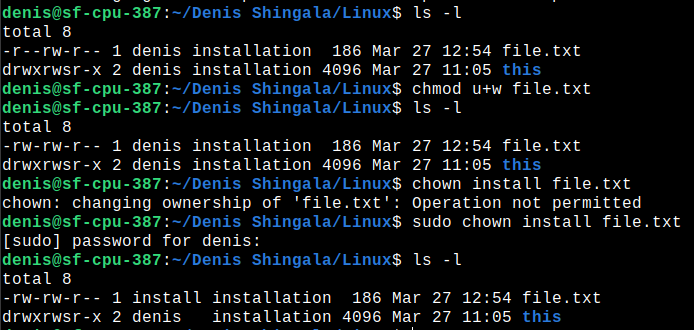 denis@sf-cpu-387:~/Denis Shingala/Linux$ ls -l
total 8
-r--rw-r-- 1 denis installation  186 Mar 27 12:54 file.txt
drwxrwsr-x 2 denis installation 4096 Mar 27 11:05 this
denis@sf-cpu-387:~/Denis Shingala/Linux$ chmod u+w file.txt
denis@sf-cpu-387:~/Denis Shingala/Linux$ ls -l
total 8
-rw-rw-r-- 1 denis installation  186 Mar 27 12:54 file.txt
drwxrwsr-x 2 denis installation 4096 Mar 27 11:05 this
denis@sf-cpu-387:~/Denis Shingala/Linux$ chown install file.txt
chown: changing ownership of 'file.txt': Operation not permitted
denis@sf-cpu-387:~/Denis Shingala/Linux$ sudo chown install file.txt
[sudo] password for denis:
denis@sf-cpu-387:~/Denis Shingala/Linux$ ls -l
total 8
-rw-rw-r-- 1 install installation  186 Mar 27 12:54 file.txt
drwxrwsr-x 2 denis   installation 4096 Mar 27 11:05 this